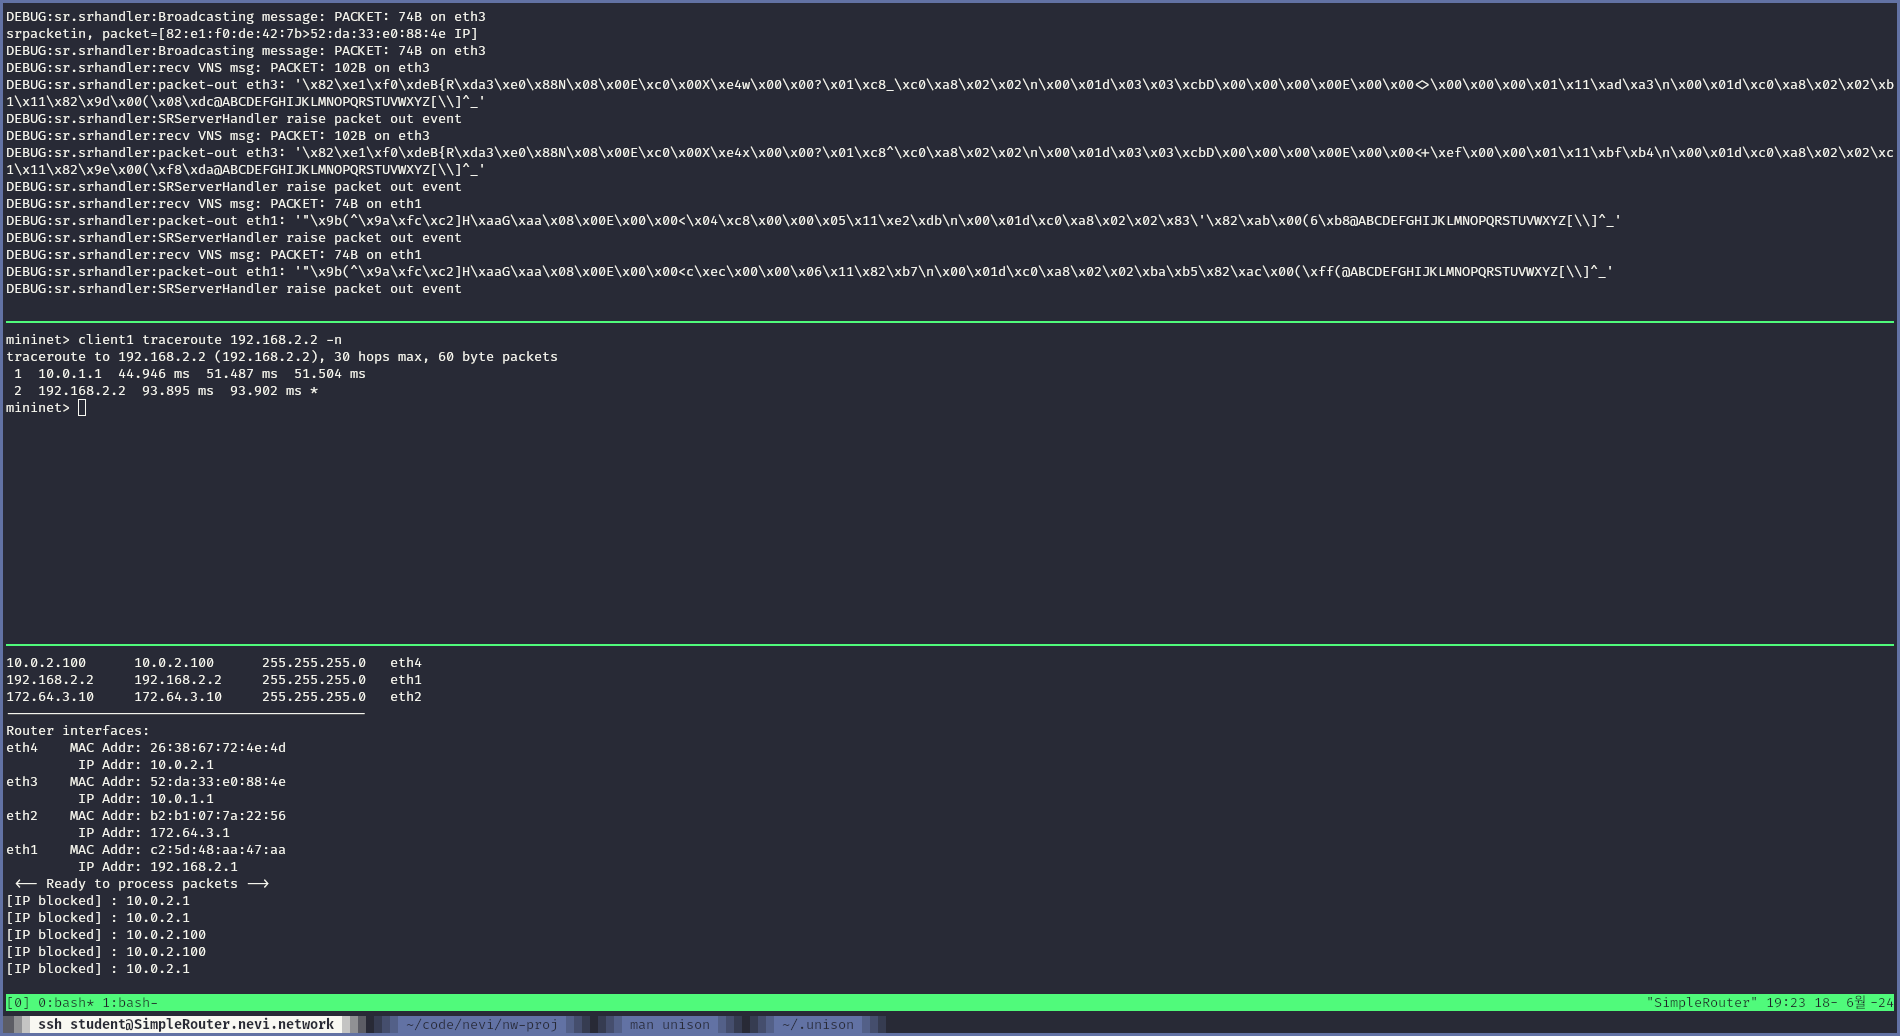 DEBUG:sr.srhandler:Broadcasting message: PACKET: 74B on eth3
srpacketin, packet=[82:e1:f0:de:42:7b>52:da:33:e0:88:4e IP]
DEBUG:sr.srhandler:Broadcasting message: PACKET: 74B on eth3
DEBUG:sr.srhandler:recv VNS msg: PACKET: 102B on eth3
DEBUG:sr.srhandler:packet-out eth3: '\x82\xe1\xf0\xdeB{R\xda3\xe0\x88N\x08\x00E\xc0\x00X\xe4w\x00\x00?\x01\xc8_\xc0\xa8\x02\x02\n\x00\x01d\x03\x03\xcbD\x00\x00\x00\x00E\x00\x00<>\x00\x00\x00\x01\x11\xad\xa3\n\x00\x01d\xc0\xa8\x02\x02\xb
1\x11\x82\x9d\x00(\x08\xdc@ABCDEFGHIJKLMNOPQRSTUVWXYZ[\\]^_'
DEBUG:sr.srhandler:SRServerHandler raise packet out event
DEBUG:sr.srhandler:recv VNS msg: PACKET: 102B on eth3
DEBUG:sr.srhandler:packet-out eth3: '\x82\xe1\xf0\xdeB{R\xda3\xe0\x88N\x08\x00E\xc0\x00X\xe4x\x00\x00?\x01\xc8^\xc0\xa8\x02\x02\n\x00\x01d\x03\x03\xcbD\x00\x00\x00\x00E\x00\x00<+\xef\x00\x00\x01\x11\xbf\xb4\n\x00\x01d\xc0\xa8\x02\x02\xc
1\x11\x82\x9e\x00(\xf8\xda@ABCDEFGHIJKLMNOPQRSTUVWXYZ[\\]^_'
DEBUG:sr.srhandler:SRServerHandler raise packet out event
DEBUG:sr.srhandler:recv VNS msg: PACKET: 74B on eth1
DEBUG:sr.srhandler:packet-out eth1: '"\x9b(^\x9a\xfc\xc2]H\xaaG\xaa\x08\x00E\x00\x00<\x04\xc8\x00\x00\x05\x11\xe2\xdb\n\x00\x01d\xc0\xa8\x02\x02\x83\'\x82\xab\x00(6\xb8@ABCDEFGHIJKLMNOPQRSTUVWXYZ[\\]^_'
DEBUG:sr.srhandler:SRServerHandler raise packet out event
DEBUG:sr.srhandler:recv VNS msg: PACKET: 74B on eth1
DEBUG:sr.srhandler:packet-out eth1: '"\x9b(^\x9a\xfc\xc2]H\xaaG\xaa\x08\x00E\x00\x00<c\xec\x00\x00\x06\x11\x82\xb7\n\x00\x01d\xc0\xa8\x02\x02\xba\xb5\x82\xac\x00(\xff(@ABCDEFGHIJKLMNOPQRSTUVWXYZ[\\]^_'
DEBUG:sr.srhandler:SRServerHandler raise packet out event
mininet> client1 traceroute 192.168.2.2 -n
traceroute to 192.168.2.2 (192.168.2.2), 30 hops max, 60 byte packets
 1  10.0.1.1  44.946 ms  51.487 ms  51.504 ms
 2  192.168.2.2  93.895 ms  93.902 ms *
mininet>
10.0.2.100      10.0.2.100      255.255.255.0   eth4
192.168.2.2     192.168.2.2     255.255.255.0   eth1
172.64.3.10     172.64.3.10     255.255.255.0   eth2
---------------------------------------------
Router interfaces:
eth4    MAC Addr: 26:38:67:72:4e:4d
         IP Addr: 10.0.2.1
eth3    MAC Addr: 52:da:33:e0:88:4e
         IP Addr: 10.0.1.1
eth2    MAC Addr: b2:b1:07:7a:22:56
         IP Addr: 172.64.3.1
eth1    MAC Addr: c2:5d:48:aa:47:aa
         IP Addr: 192.168.2.1
 <-- Ready to process packets -->
[IP blocked] : 10.0.2.1
[IP blocked] : 10.0.2.1
[IP blocked] : 10.0.2.100
[IP blocked] : 10.0.2.100
[IP blocked] : 10.0.2.1
[0] 0:bash* 1:bash- "SimpleRouter" 19:23 18- 6월 -24
ssh student@SimpleRouter.nevi.network ~/code/nevi/nw-proj man unison ~/.unison